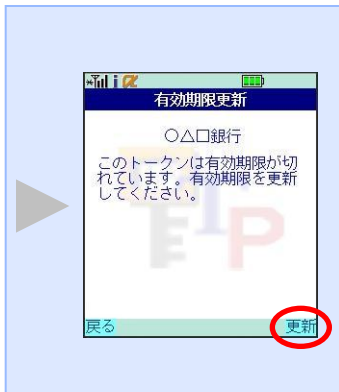 有効期限更新
○△□銀行
このトークンは有効期限が切
れています。有効期限を更新
してください。
TIP
戻る
更新